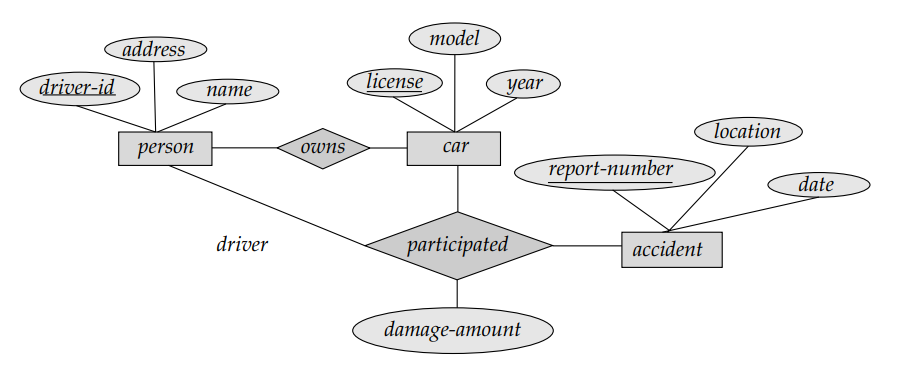 model
address
license
year
driver-id
name
location
person
owns
car
report-number
date
driver
participated
accident
damage-amount